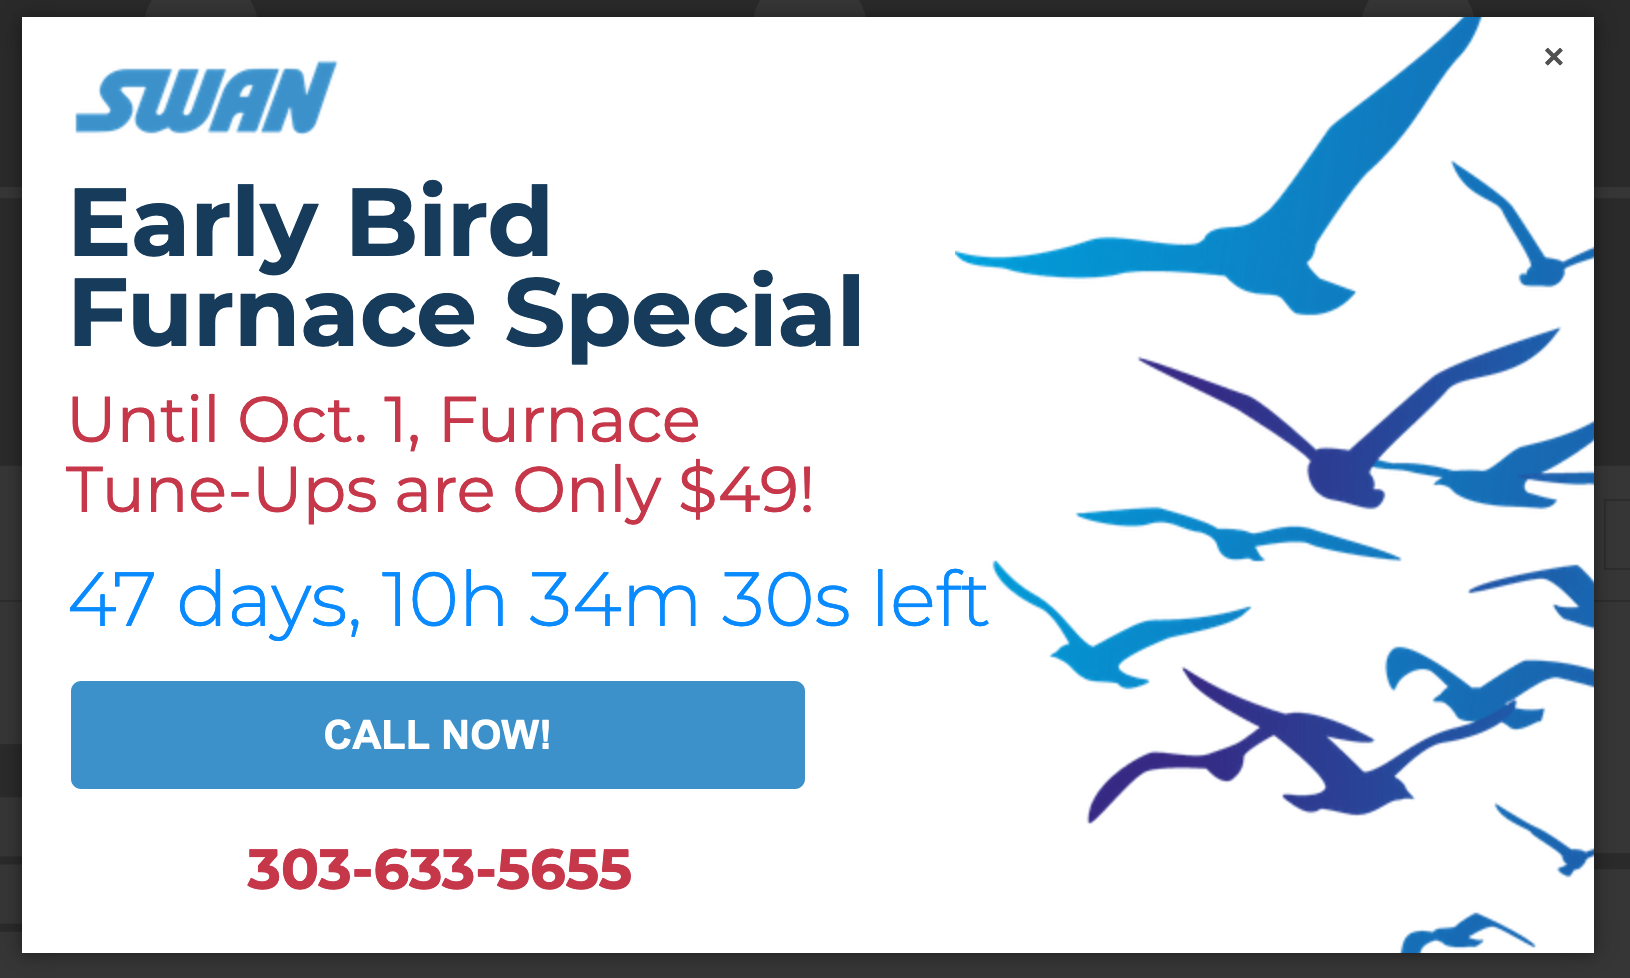 SWAN
Early Bird
Furnace Special
Until Oct. 1, Furnace
Tune-Ups are Only $49!
47 days, 10h 34m 30s left
CALL NOW!
303-633-5655